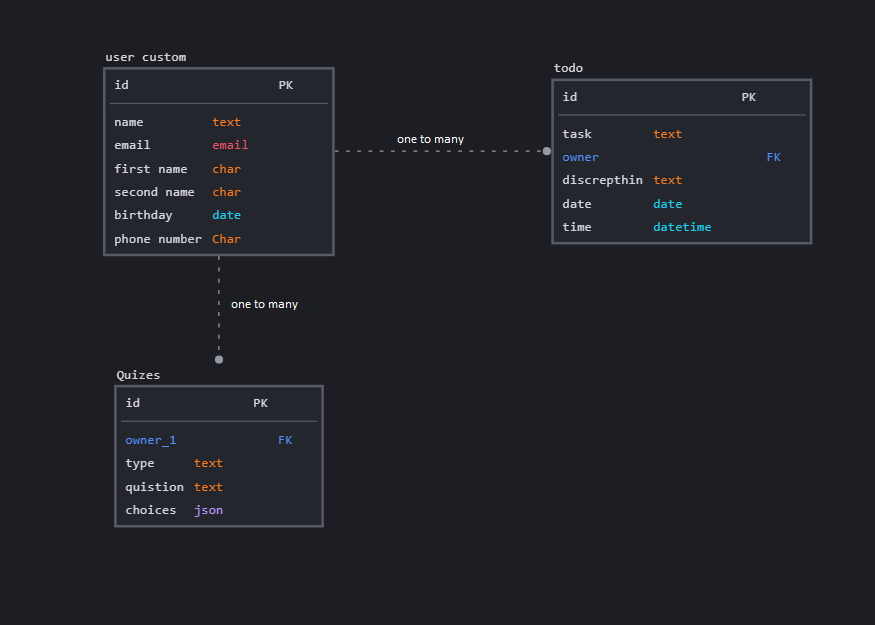 user custom
id PK
name text
email email
first name char
second name char
birthday date
phone number Char
one to many
todo
id PK
task text
owner FK
discrepthin text
date date
time datetime
one to many
Quizes
id PK
owner_1 FK
type text
quistion text
choices json